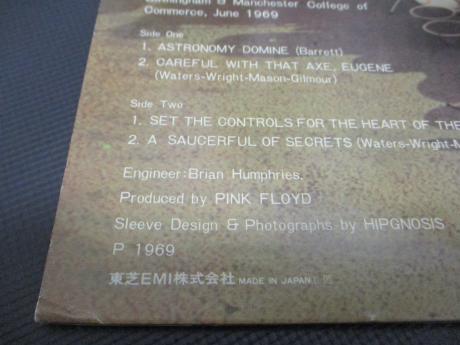 Birmingham & Manchester College of
Commerce, June 1969
Side One
1. ASTRONOMY DOMINE (Barrett)
2. CAREFUL WITH THAT AXE, EUGENE
(Waters-Wright-Mason-Gilmour)
Side Two
1. SET THE CONTROLS FOR THE HEART OF THE
2. A SAUCERFUL OF SECRETS (Waters-Wright-M
Engineer:Brian Humphries.
Produced by PINK FLOYD
Sleeve Design & Photographs by HIPGNOSIS
P 1969
東芝EMI株式会社 MADE IN JAPAN